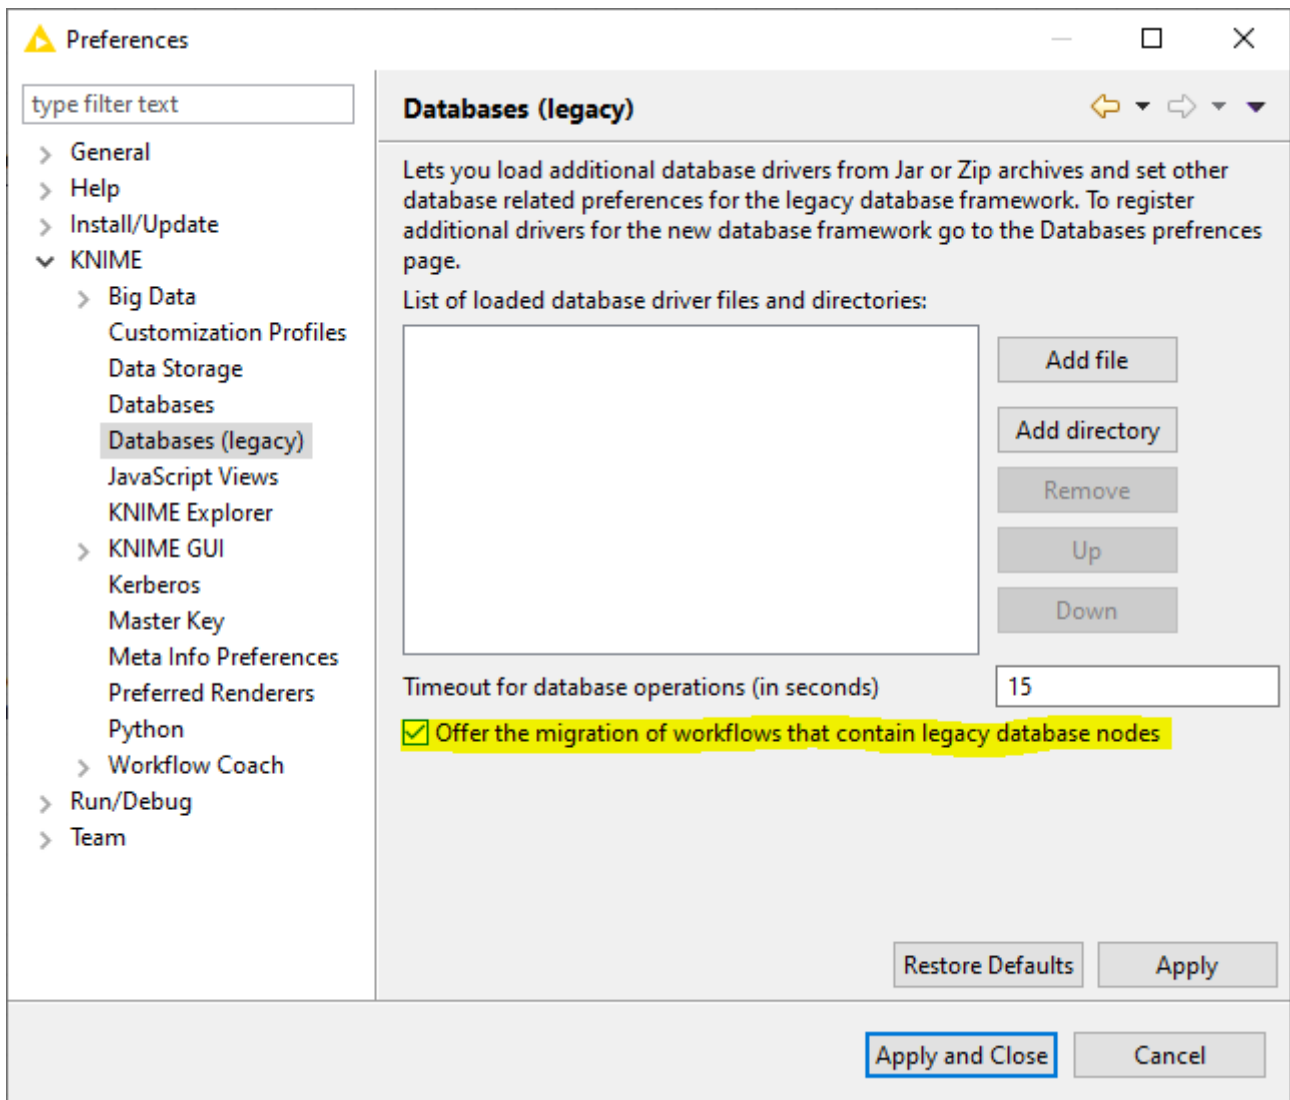 Preferences
type filter text
General
Help
Install/Update
KNIME
Big Data
Customization Profiles
Data Storage
Databases
Databases (legacy)
JavaScript Views
KNIME Explorer
KNIME GUI
Kerberos
Master Key
Meta Info Preferences
Preferred Renderers
Python
Workflow Coach
Run/Debug
Team
Databases (legacy)
Lets you load additional database drivers from Jar or Zip archives and set other
database related preferences for the legacy database framework. To register
additional drivers for the new database framework go to the Databases prefrences
page.
List of loaded database driver files and directories:
Add file
Add directory
Remove
Up
Down
Timeout for database operations (in seconds)
15
Offer the migration of workflows that contain legacy database nodes
Restore Defaults
Apply
Apply and Close
Cancel